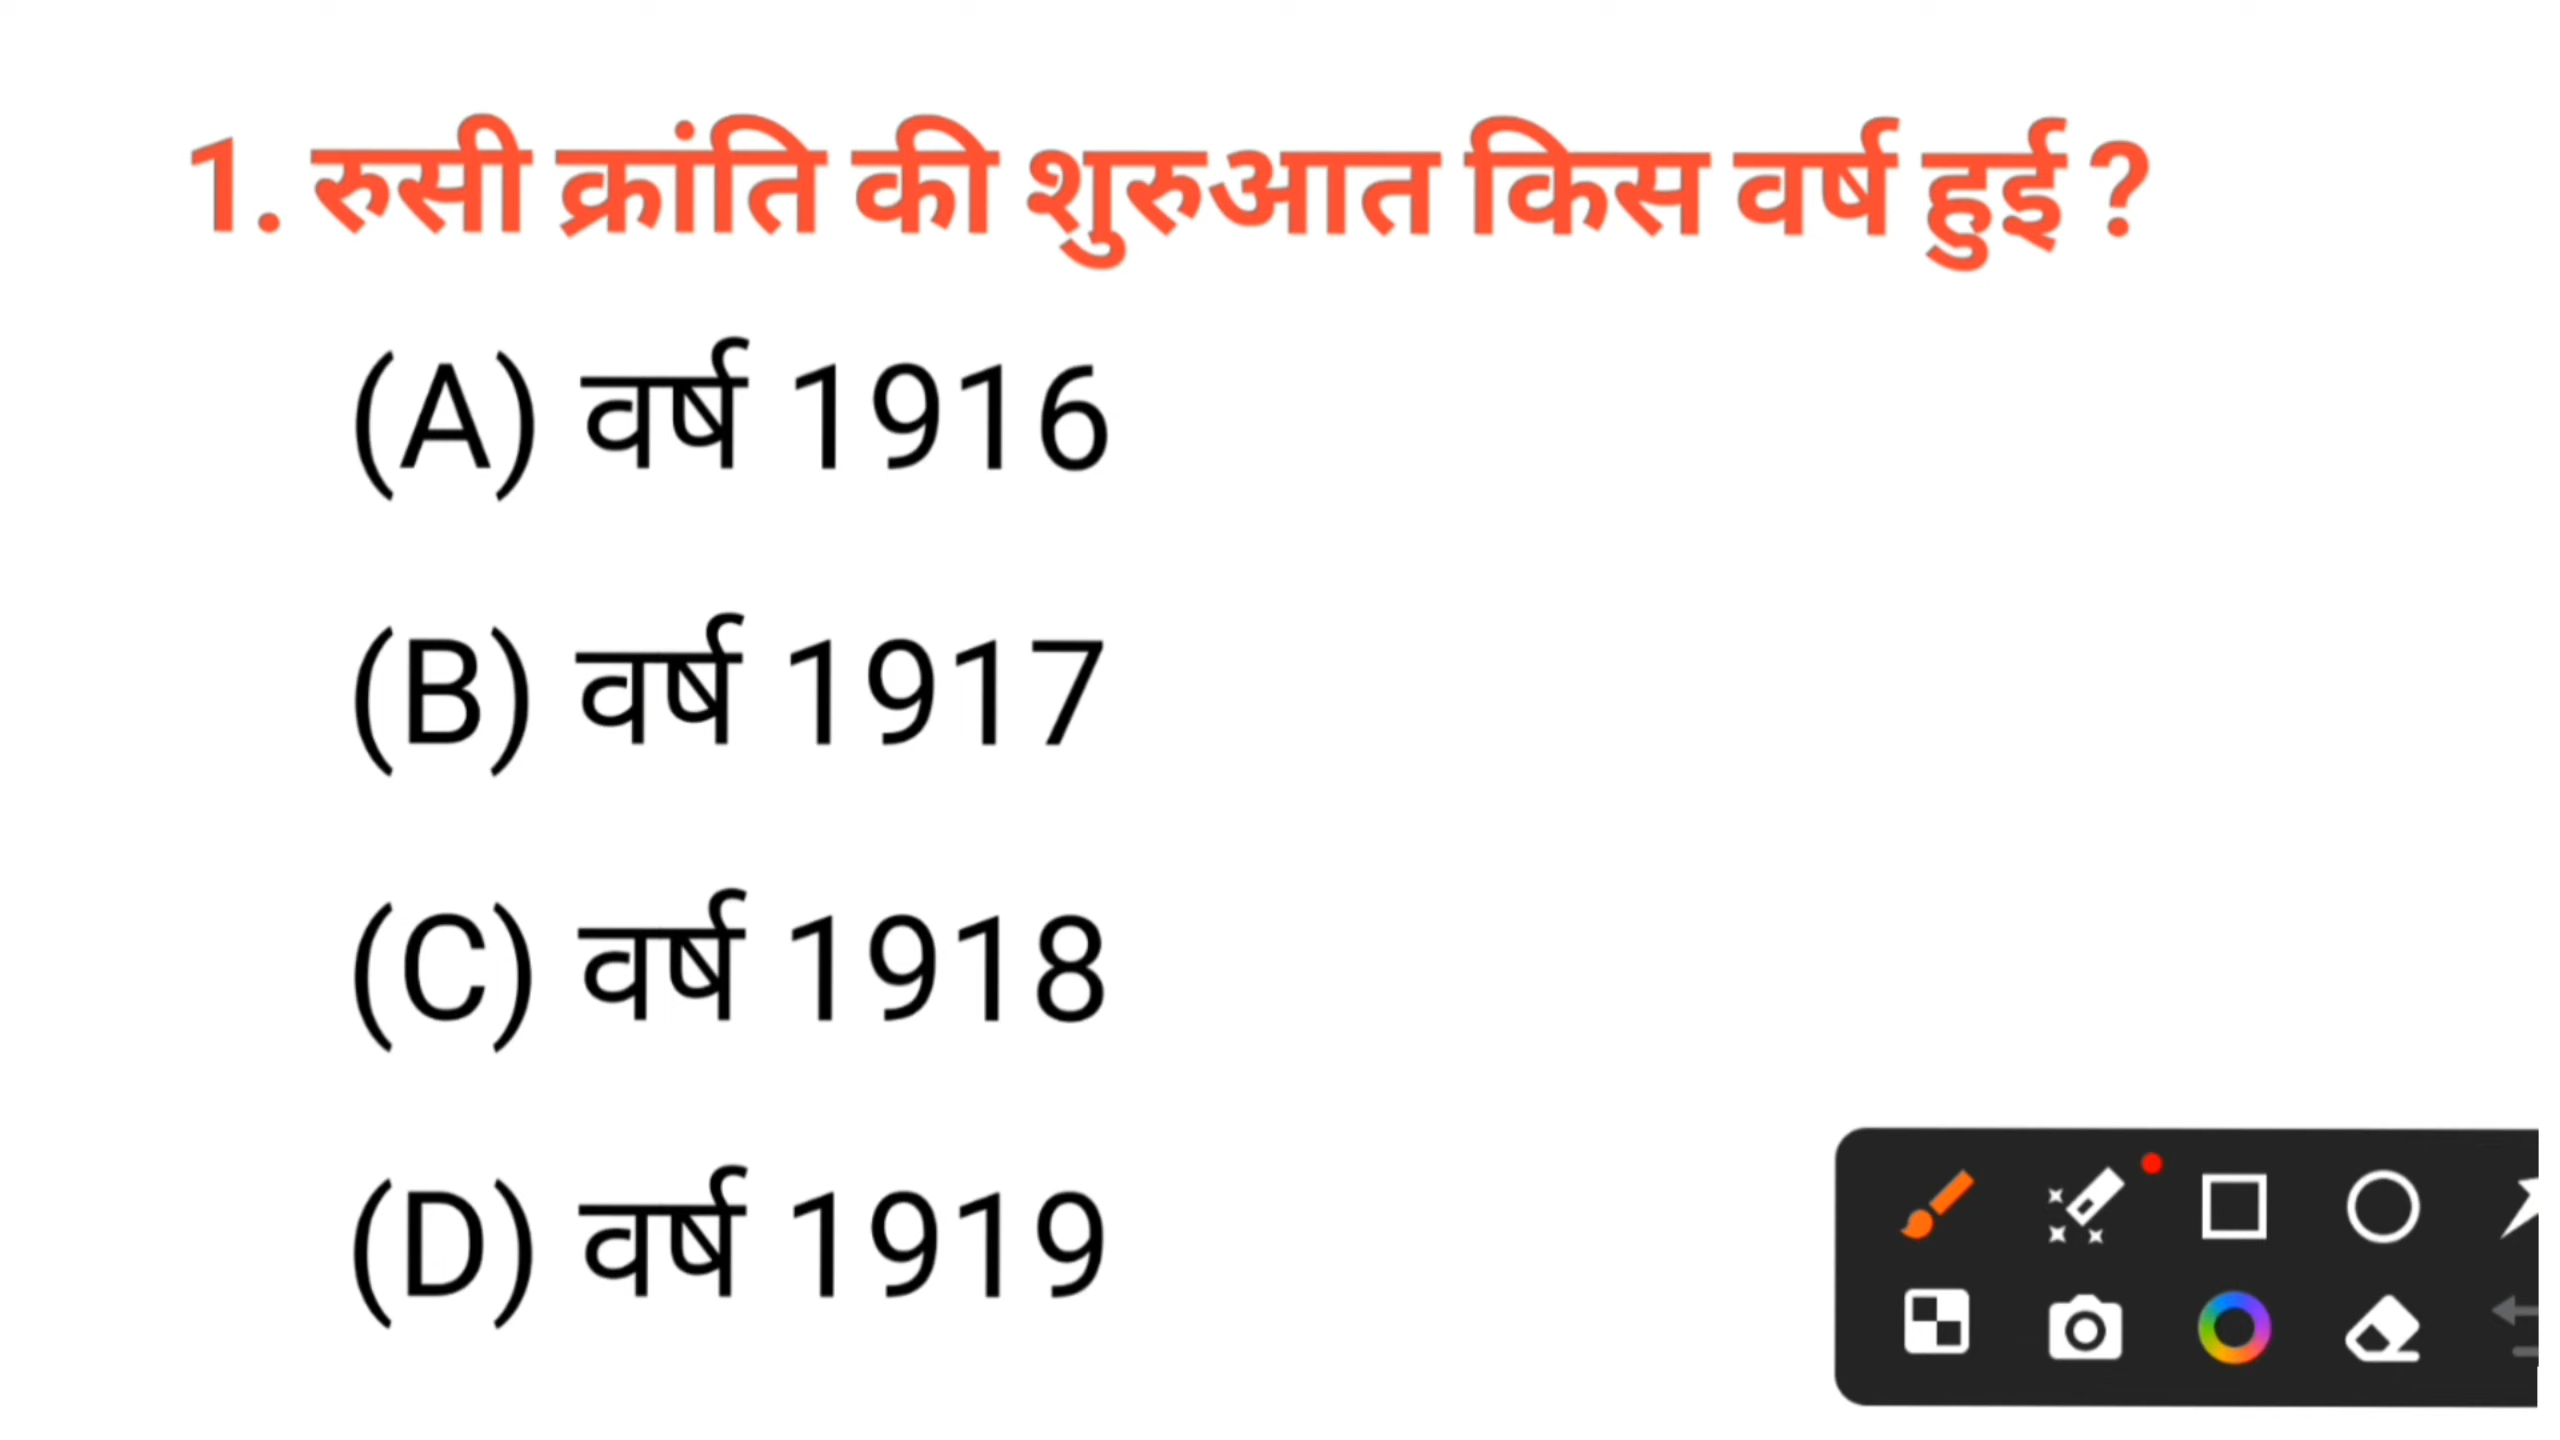 1. रुसी क्रांति की शुरुआत किस वर्ष हुई ?
(A) वर्ष 1916
(B) वर्ष 1917
(C) वर्ष 1918
(D) वर्ष 1919